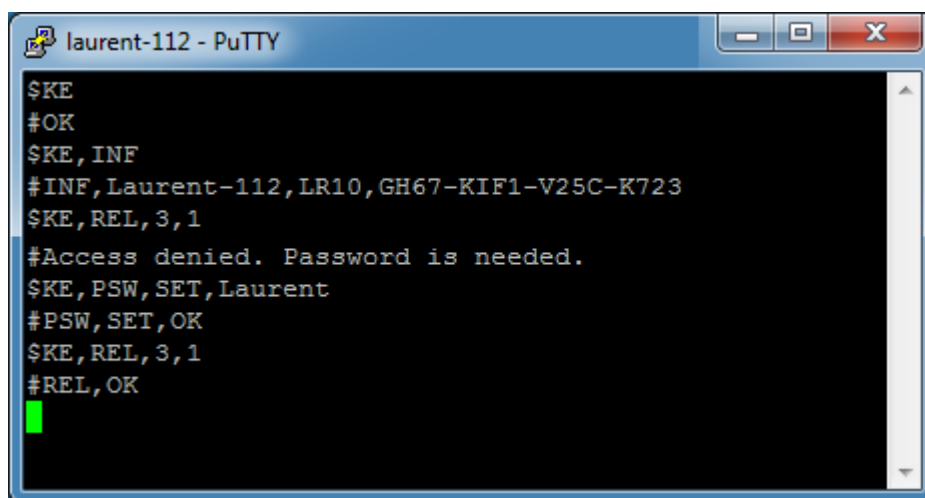 laurent-112 - PuTTY
$KE
#OK
$KE,INF
#INF,Laurent-112,LR10,GH67-KIF1-V25C-K723
$KE,REL,3,1
#Access denied. Password is needed.
$KE,PSW,SET,Laurent
#PSW,SET,OK
$KE,REL,3,1
#REL,OK